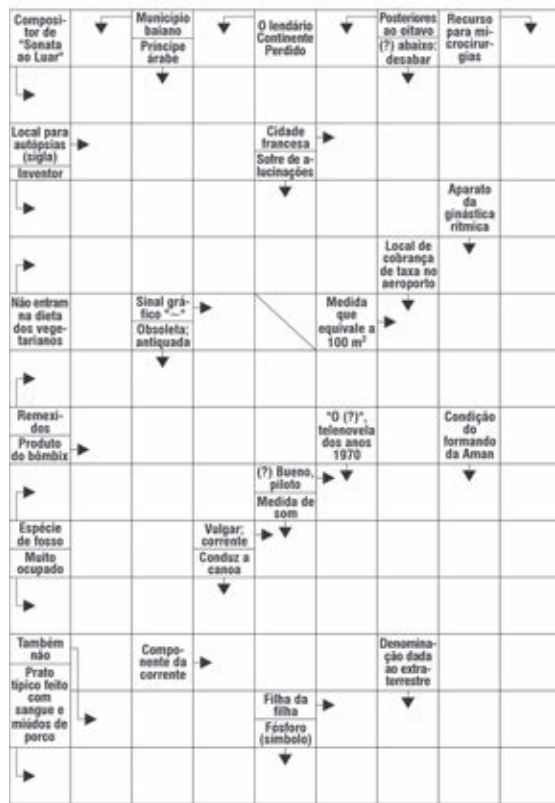 Composi-
tor de
"Sonata
ao Luar"
Município
baiano
Príncipe
árabe
O lendário
Continente
Perdido
Posteriores
ao oitavo
(?) abaixo:
desabar
Recurso
para mi-
crocirur-
gias
Local para
autópsias
(sigla)
Inventor
Cidade
francesa
Sofre de a-
lucinações
Aparato
da
ginástica
rítmica
Local de
cobrança
de taxa no
aeroporto
Não entram
na dieta
dos vege-
tarianos
Sinal grá-
fico "~"
Obsoleta;
antiquada
Medida
que
equivale a
100 m²
Remexi-
dos
Produto
do bômbix
"O (?)",
telenovela
dos anos
1970
Condição
do
formando
da Aman
(?) Bueno,
piloto
Medida de
som
Espécie
de fosso
Muito
ocupado
Vulgar;
corrente
Conduz a
canoa
Também
não
Prato
típico feito
com
sangue e
miúdos de
porco
Compo-
nente da
corrente
Denomina-
ção dada
ao extra-
terrestre
Filha da
filha
Fósforo
(símbolo)